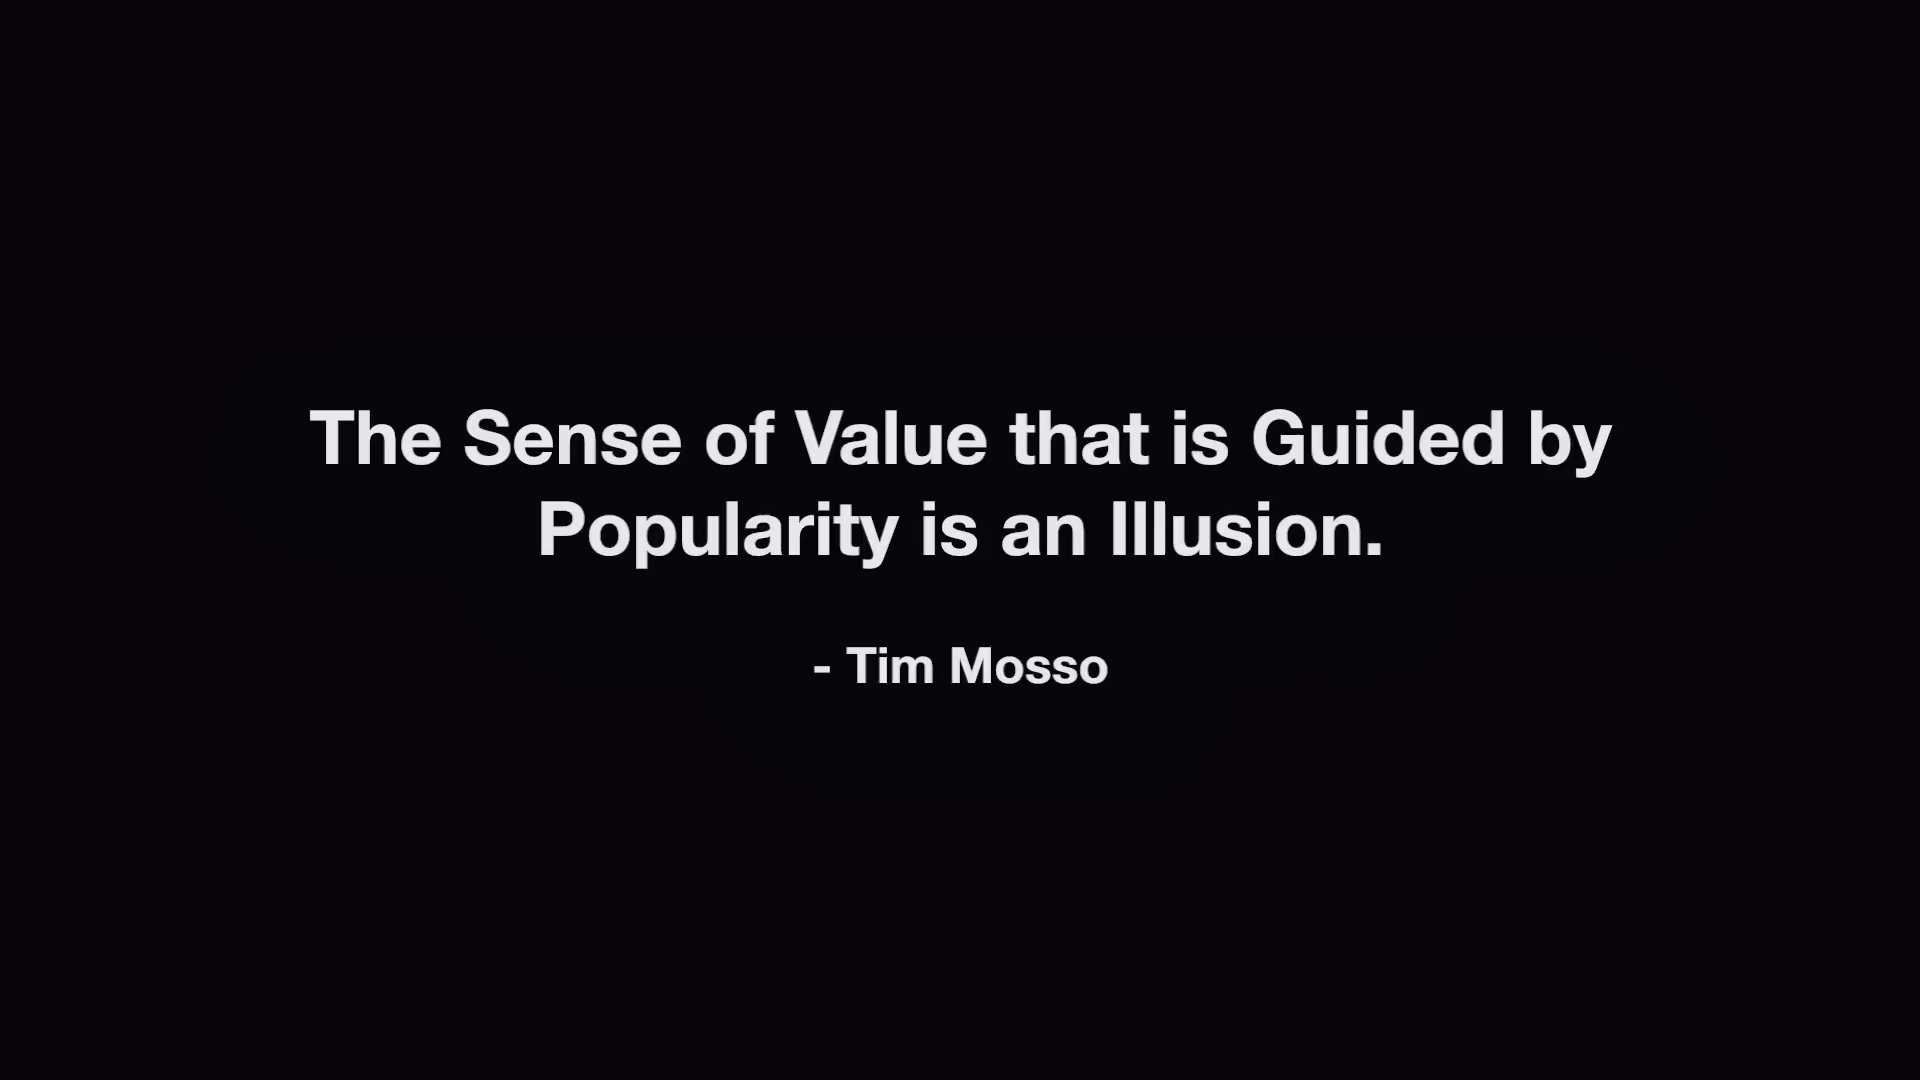 The Sense of Value that is Guided by
Popularity is an Illusion.
- Tim Mosso